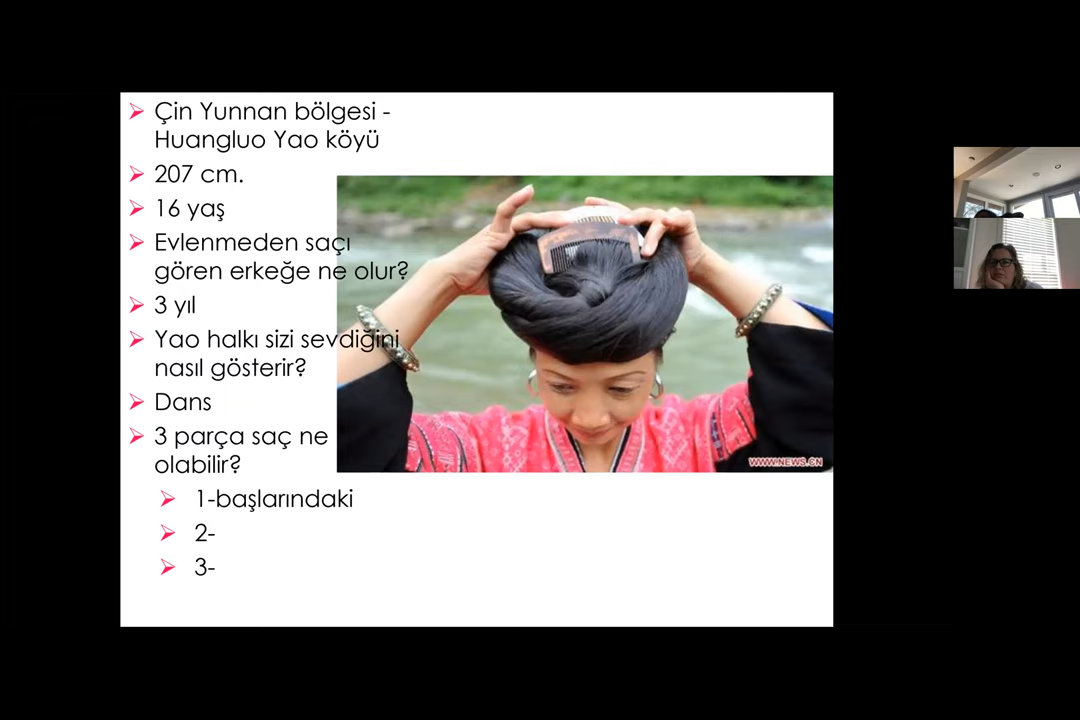 Çin Yunnan bölgesi -
Huangluo Yao köyü
207 cm.
16 yaş
Evlenmeden saçı
gören erkeğe ne olur?
3 yıl
Yao halkı sizi sevdiğini
nasıl gösterir?
Dans
3 parça saç ne
olabilir?
1-başlarındaki
2-
3-
WWW.NEWS.CN